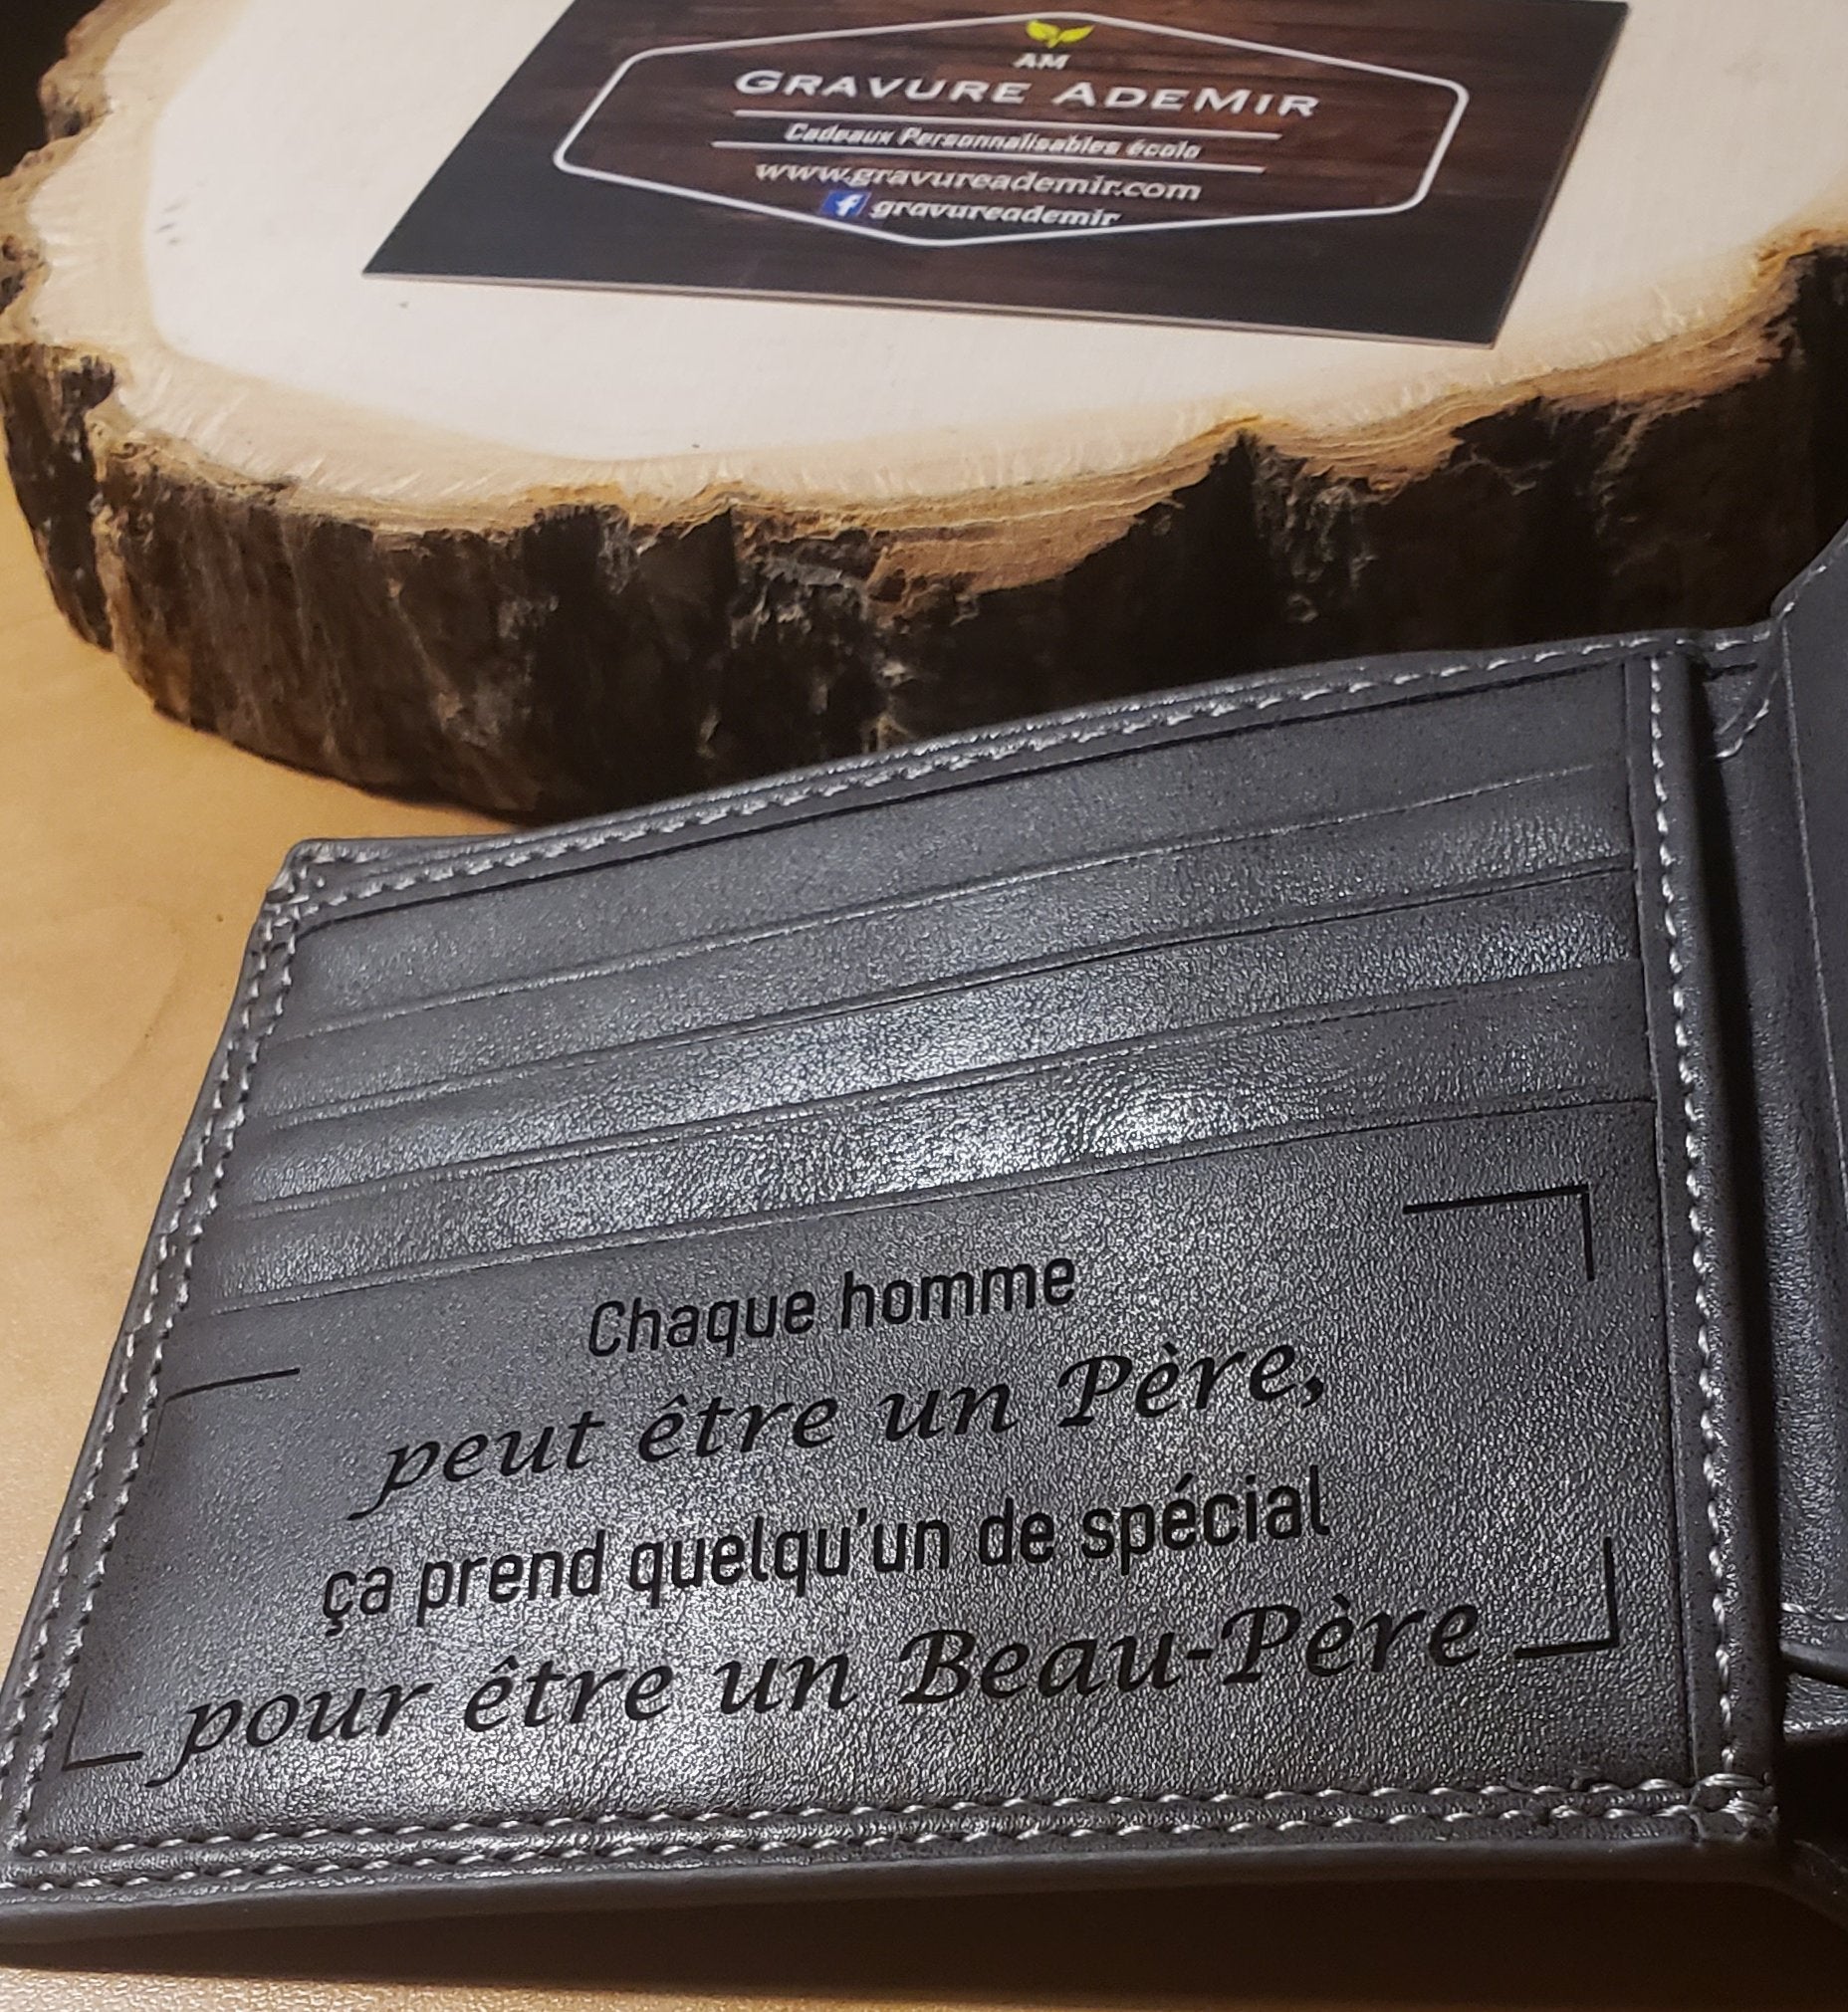 AM
GRAVURE ADEMIR
Cadeaux Personnalisables écolo
www.gravureademir.com
f gravureademir
Chaque homme
peut être un Père,
ça prend quelqu'un de spécial
pour être un Beau-Père